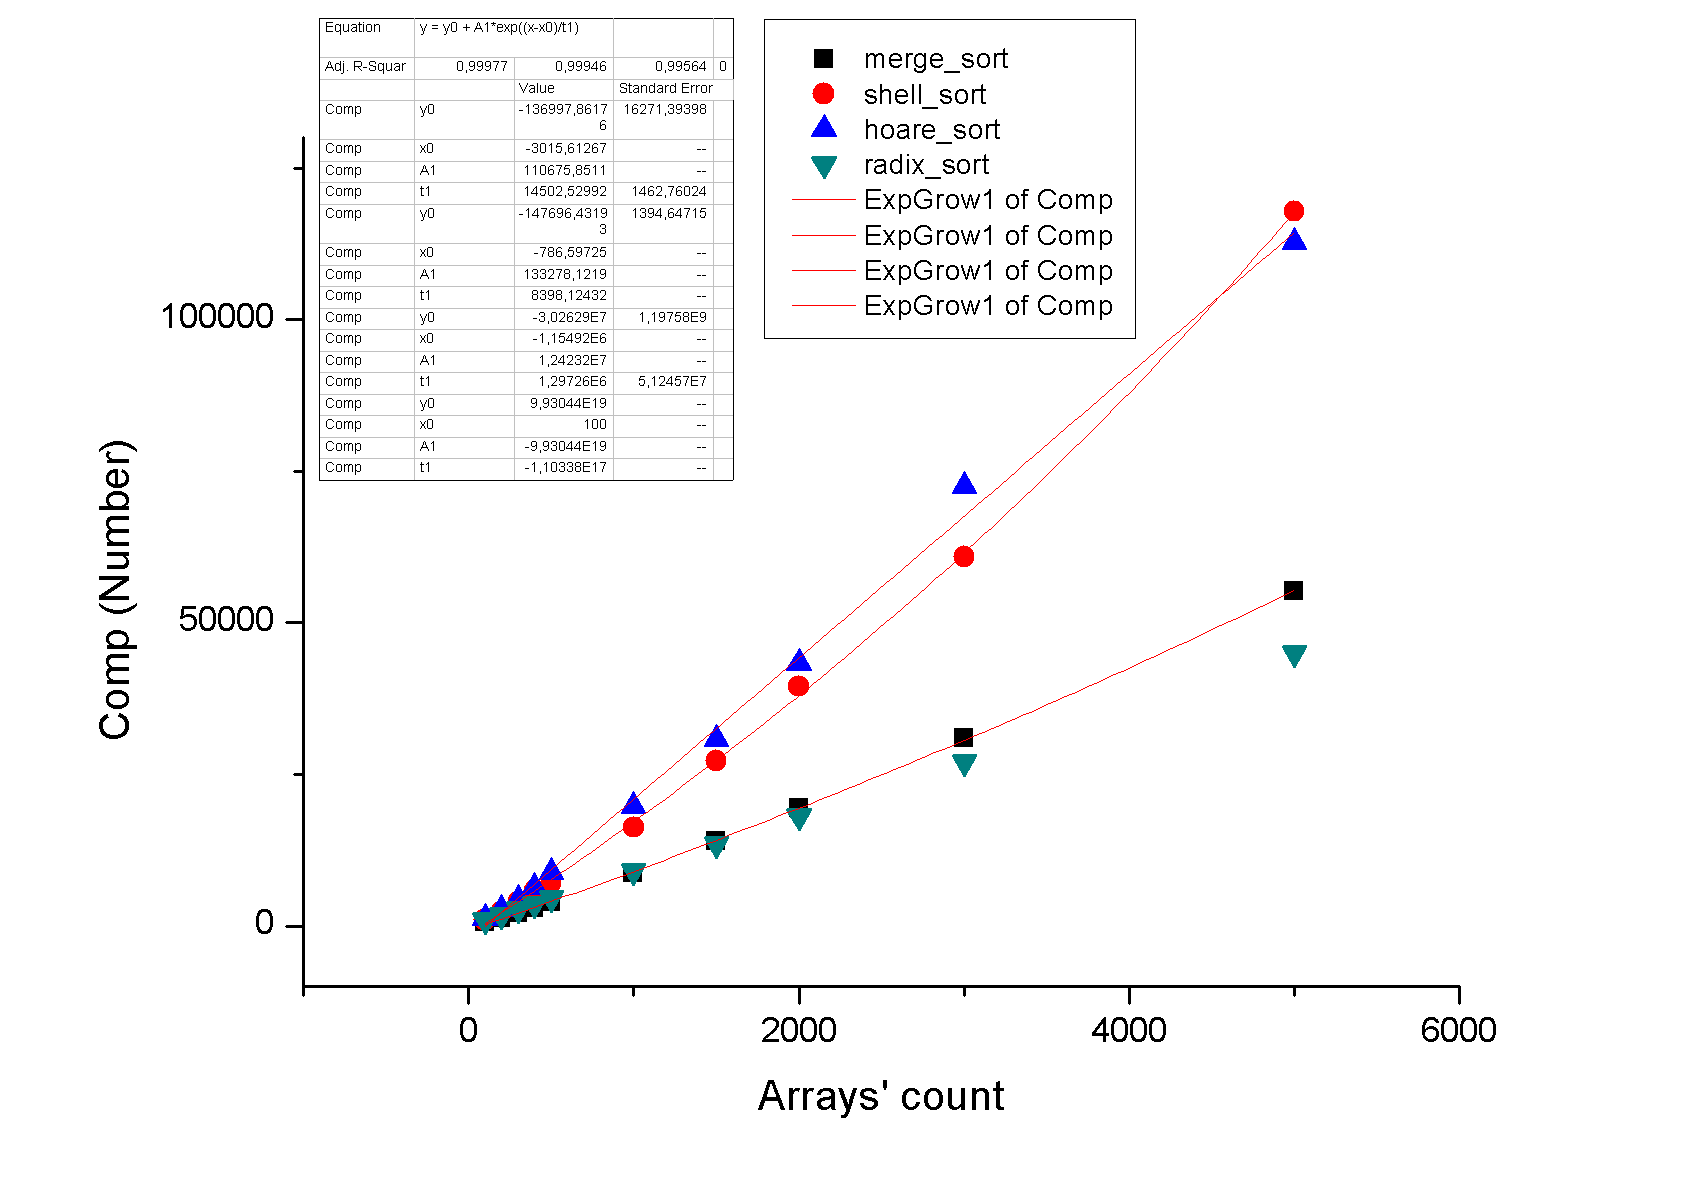 Equation y = y0 + A1*exp((x-x0)/t1)
Adj. R-Squar 0,99977 0,99946 0,99564 0
Value Standard Error
Comp y0 -136997,8617 16271,39398
6
Comp x0 -3015,61267 --
Comp A1 110675,8511 --
Comp t1 14502,52992 1462,76024
Comp y0 -147696,4319 1394,64715
3
Comp x0 -786,59725 --
Comp A1 133278,1219 --
Comp t1 8398,12432 --
Comp y0 -3,02629E7 1,19758E9
Comp x0 -1,15492E6 --
Comp A1 1,24232E7 --
Comp t1 1,29726E6 5,12457E7
Comp y0 9,93044E19 --
Comp x0 100 --
Comp A1 -9,93044E19 --
Comp t1 -1,10338E17 --
merge_sort
shell_sort
hoare_sort
radix_sort
ExpGrow1 of Comp
ExpGrow1 of Comp
ExpGrow1 of Comp
ExpGrow1 of Comp
Comp (Number)
100000
50000
0
0 2000 4000 6000
Arrays' count